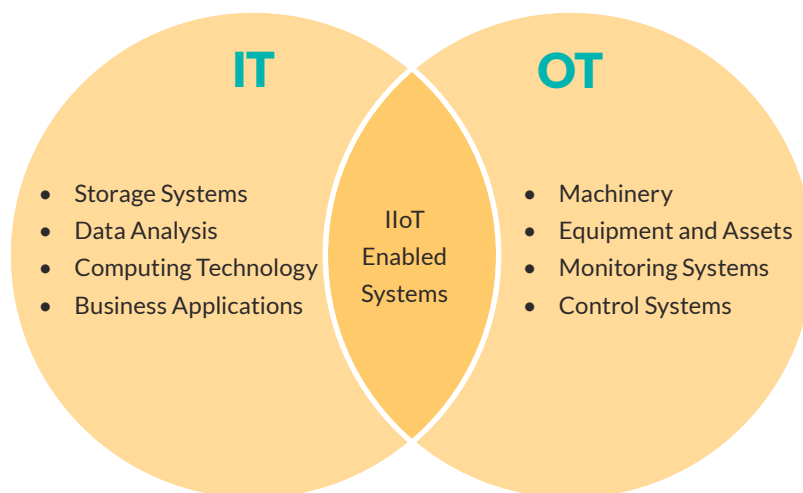 IT
OT
• Storage Systems
• Data Analysis
• Computing Technology
• Business Applications
IIoT
Enabled
Systems
• Machinery
• Equipment and Assets
• Monitoring Systems
• Control Systems